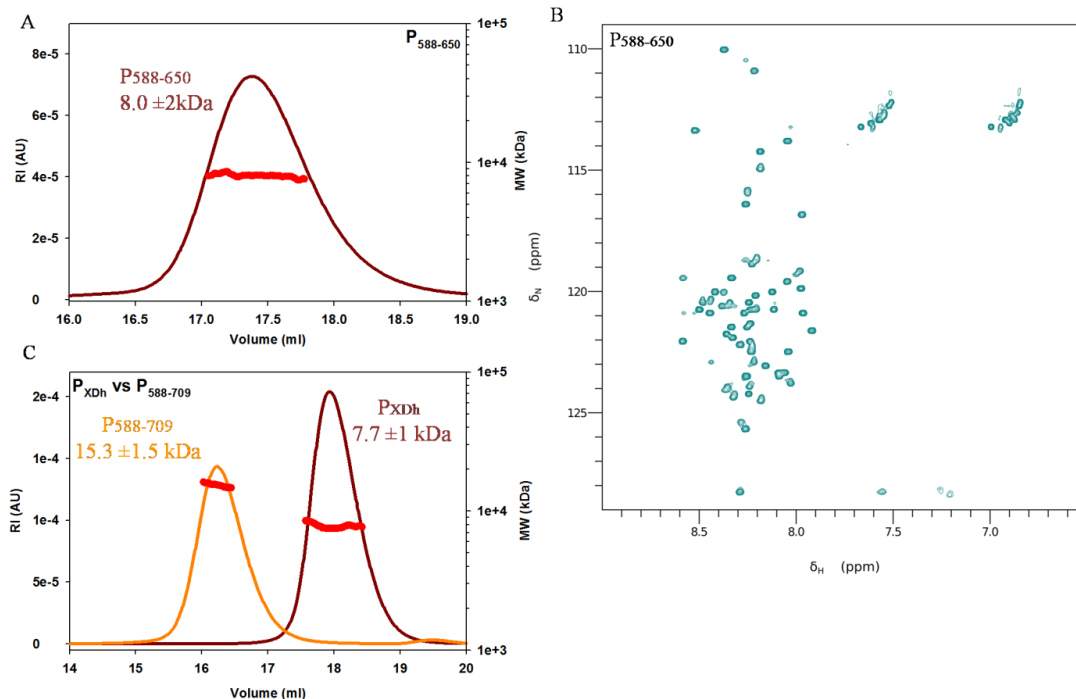 A
P588-650
8e-5
6e-5
4e-5
2e-5
0
RI (AU)
P588-650
8.0 ±2kDa
1e+5
1e+4
1e+3
MW (kDa)
16.0 16.5 17.0 17.5 18.0 18.5 19.0
Volume (ml)
B
P588-650
110
115
120
125
δN (ppm)
8.5 8.0 7.5 7.0
δH (ppm)
C
PXDh vs P588-709
2e-4
1e-4
1e-4
5e-5
0
RI (AU)
P588-709
15.3 ±1.5 kDa
PXDh
7.7 ±1 kDa
1e+5
1e+4
1e+3
MW (kDa)
14 15 16 17 18 19 20
Volume (ml)